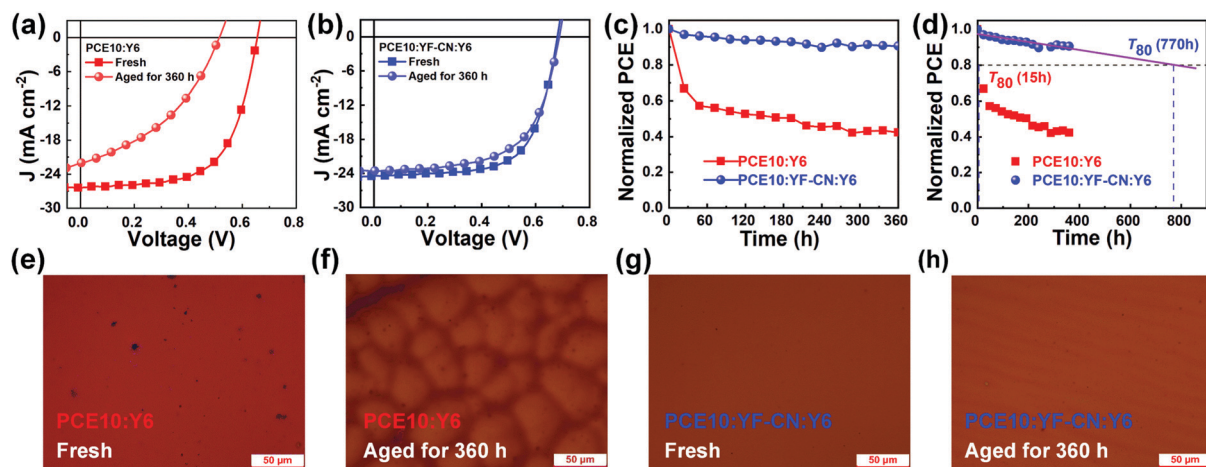 (a)
0
-6
-12
-18
-24
-30
J (mA cm⁻²)
PCE10:Y6
Fresh
Aged for 360 h
0.0 0.2 0.4 0.6 0.8
Voltage (V)
(b)
0
-6
-12
-18
-24
-30
J (mA cm⁻²)
PCE10:YF-CN:Y6
Fresh
Aged for 360 h
0.0 0.2 0.4 0.6 0.8
Voltage (V)
(c)
1.0
0.8
0.6
0.4
0.2
0.0
Normalized PCE
PCE10:Y6
PCE10:YF-CN:Y6
0 60 120 180 240 300 360
Time (h)
(d)
1.0
0.8
0.6
0.4
0.2
0.0
Normalized PCE
T₈₀ (770h)
T₈₀ (15h)
PCE10:Y6
PCE10:YF-CN:Y6
0 200 400 600 800
Time (h)
(e)
PCE10:Y6
Fresh
50 µm
(f)
PCE10:Y6
Aged for 360 h
50 µm
(g)
PCE10:YF-CN:Y6
Fresh
50 µm
(h)
PCE10:YF-CN:Y6
Aged for 360 h
50 µm